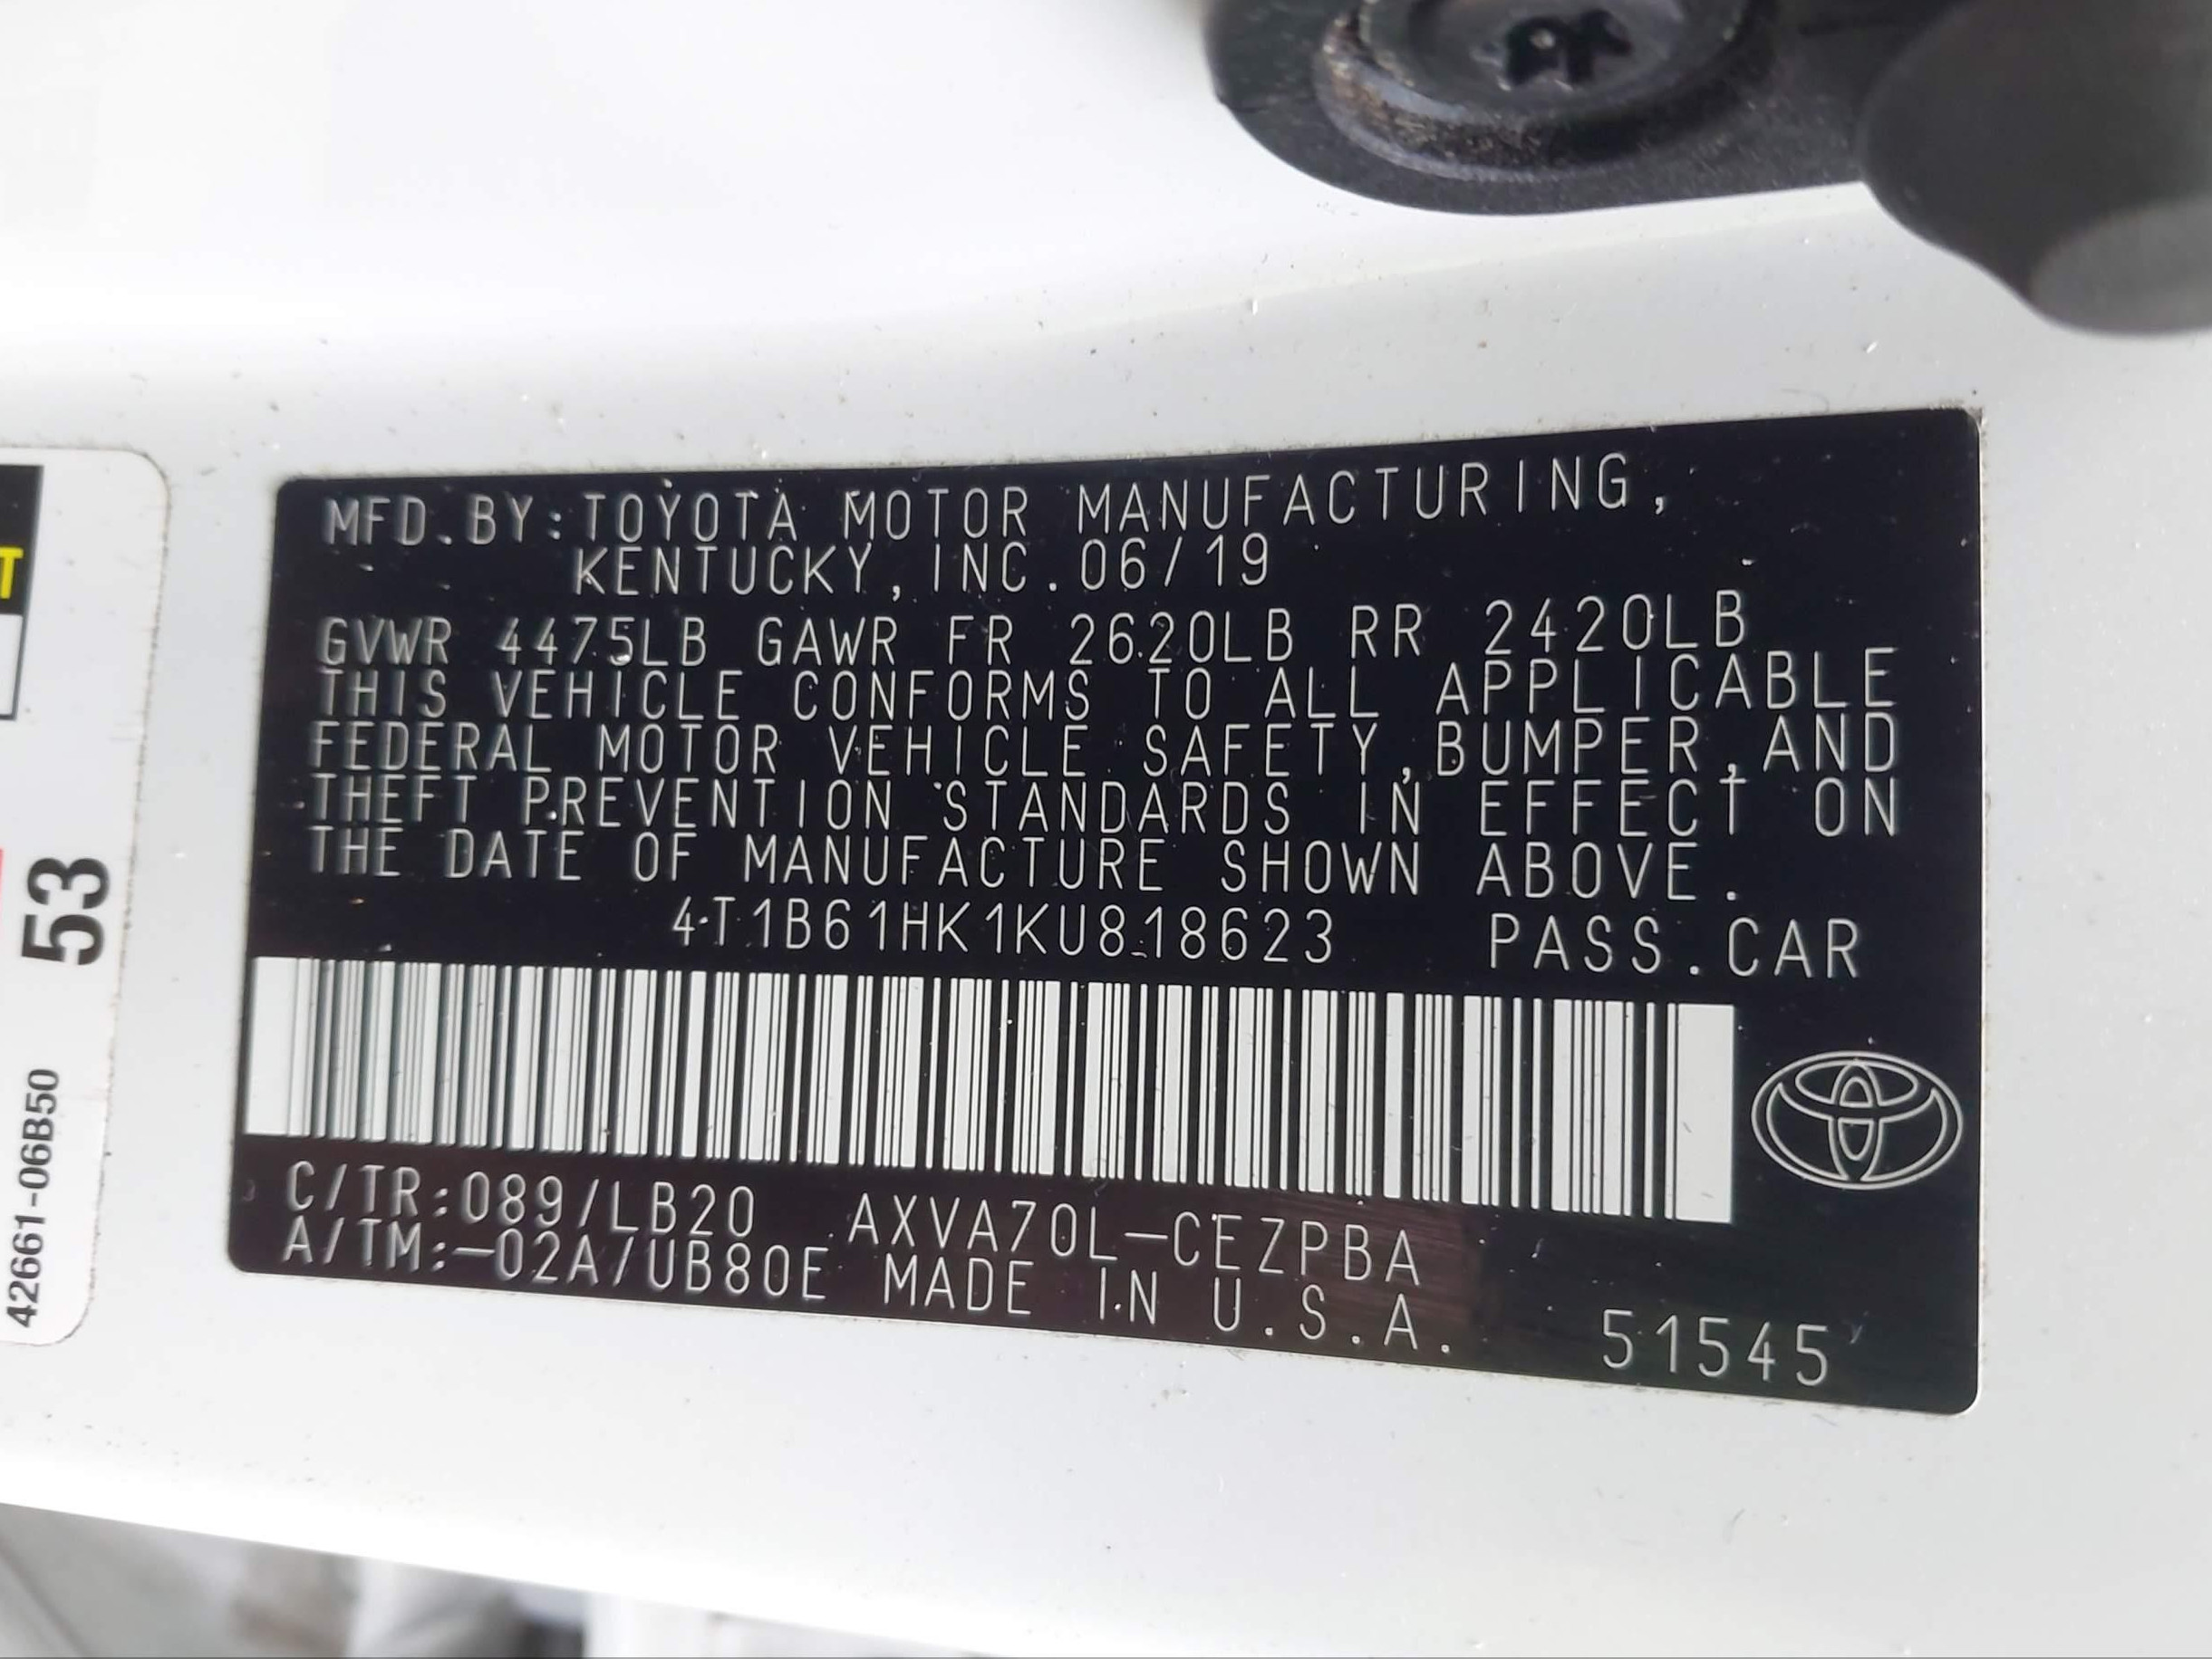 MFD.BY:TOYOTA MOTOR MANUFACTURING,
KENTUCKY,INC.06/19
GVWR 4475LB GAWR FR 2620LB RR 2420LB
THIS VEHICLE CONFORMS TO ALL APPLICABLE
FEDERAL MOTOR VEHICLE SAFETY,BUMPER,AND
THEFT PREVENTION STANDARDS IN EFFECT ON
THE DATE OF MANUFACTURE SHOWN ABOVE.
4T1B61HK1KU818623 PASS.CAR
C/TR:089/LB20 AXVA70L-CEZPBA
A/TM:-02A/UB80E MADE IN U.S.A. 51545
T
53
42661-06B50